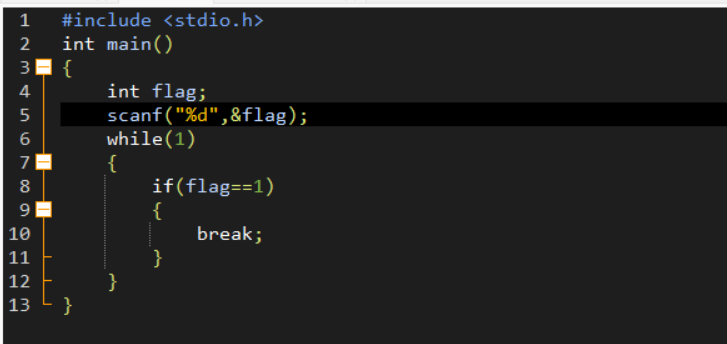 1 #include <stdio.h>
2 int main()
3 {
4     int flag;
5     scanf("%d",&flag);
6     while(1)
7     {
8         if(flag==1)
9         {
10             break;
11         }
12     }
13 }